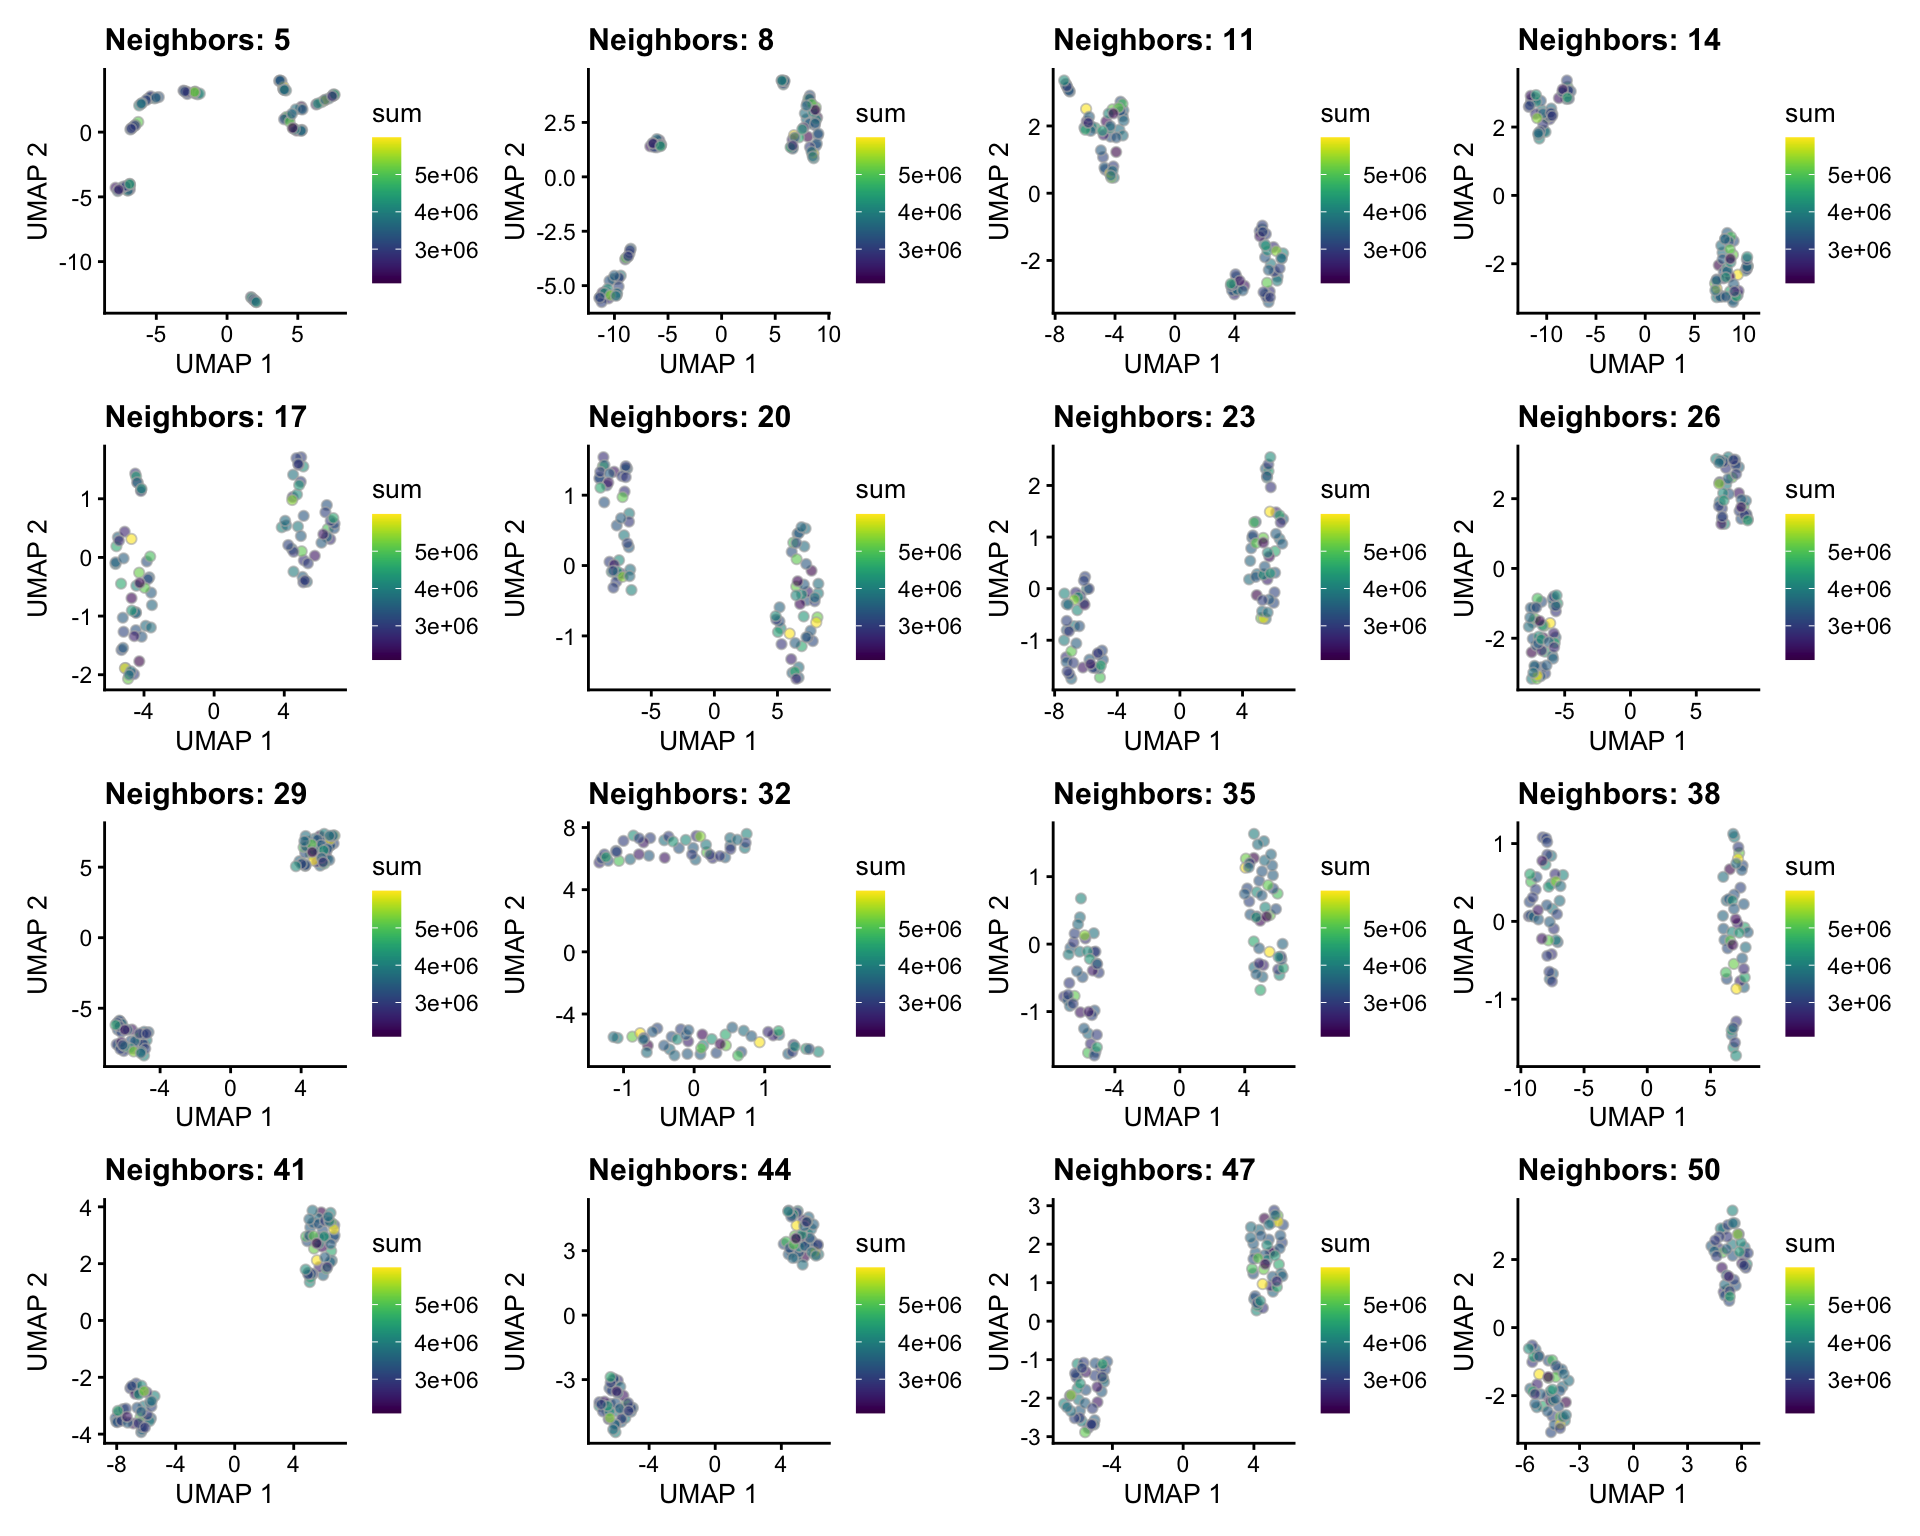 Neighbors: 5
5e+06
4e+06
3e+06
sum
0
-5
-10
UMAP 2
-5 0 5
UMAP 1
Neighbors: 8
5e+06
4e+06
3e+06
sum
2.5
0.0
-2.5
-5.0
UMAP 2
-10 -5 0 5 10
UMAP 1
Neighbors: 11
5e+06
4e+06
3e+06
sum
2
0
-2
UMAP 2
-8 -4 0 4
UMAP 1
Neighbors: 14
5e+06
4e+06
3e+06
sum
2
0
-2
UMAP 2
-10 -5 0 5 10
UMAP 1
Neighbors: 17
5e+06
4e+06
3e+06
sum
1
0
-1
-2
UMAP 2
-4 0 4
UMAP 1
Neighbors: 20
5e+06
4e+06
3e+06
sum
1
0
-1
UMAP 2
-5 0 5
UMAP 1
Neighbors: 23
5e+06
4e+06
3e+06
sum
2
1
0
-1
UMAP 2
-8 -4 0 4
UMAP 1
Neighbors: 26
5e+06
4e+06
3e+06
sum
2
0
-2
UMAP 2
-5 0 5
UMAP 1
Neighbors: 29
5e+06
4e+06
3e+06
sum
5
0
-5
UMAP 2
-4 0 4
UMAP 1
Neighbors: 32
5e+06
4e+06
3e+06
sum
8
4
0
-4
UMAP 2
-1 0 1
UMAP 1
Neighbors: 35
5e+06
4e+06
3e+06
sum
1
0
-1
UMAP 2
-4 0 4
UMAP 1
Neighbors: 38
5e+06
4e+06
3e+06
sum
1
0
-1
UMAP 2
-10 -5 0 5
UMAP 1
Neighbors: 41
5e+06
4e+06
3e+06
sum
4
2
0
-2
-4
UMAP 2
-8 -4 0 4
UMAP 1
Neighbors: 44
5e+06
4e+06
3e+06
sum
3
0
-3
UMAP 2
-4 0 4
UMAP 1
Neighbors: 47
5e+06
4e+06
3e+06
sum
3
2
1
0
-1
-2
-3
UMAP 2
-4 0 4
UMAP 1
Neighbors: 50
5e+06
4e+06
3e+06
sum
2
0
-2
UMAP 2
-6 -3 0 3 6
UMAP 1